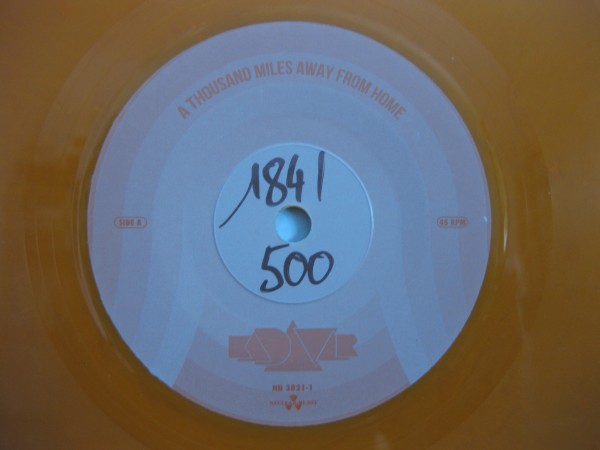 A THOUSAND MILES AWAY FROM HOME
184/
500
SIDE A
45 RPM
KADAVAR
NB 3821-1